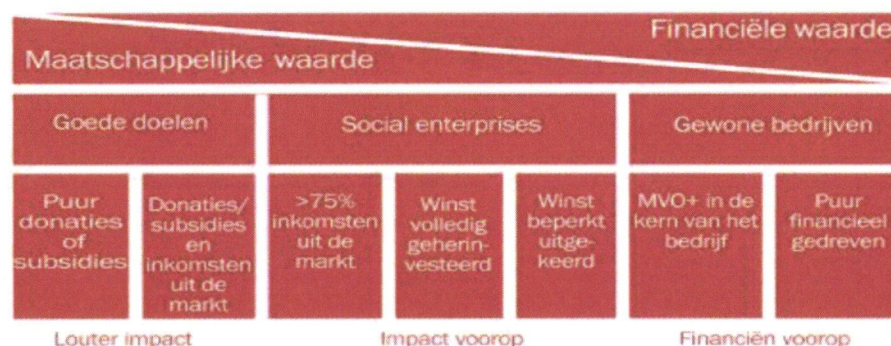 Financiële waarde
Maatschappelijke waarde
Goede doelen
Social enterprises
Gewone bedrijven
Puur
donaties
of
subsidies
Donaties/
subsidies
en
inkomsten
uit de
markt
>75%
inkomsten
uit de
markt
Winst
volledig
geherin-
vesteerd
Winst
beperkt
uitge-
keerd
MVO+ in de
kern van het
bedrijf
Puur
financieel
gedreven
Louter impact
Impact voorop
Financiën voorop